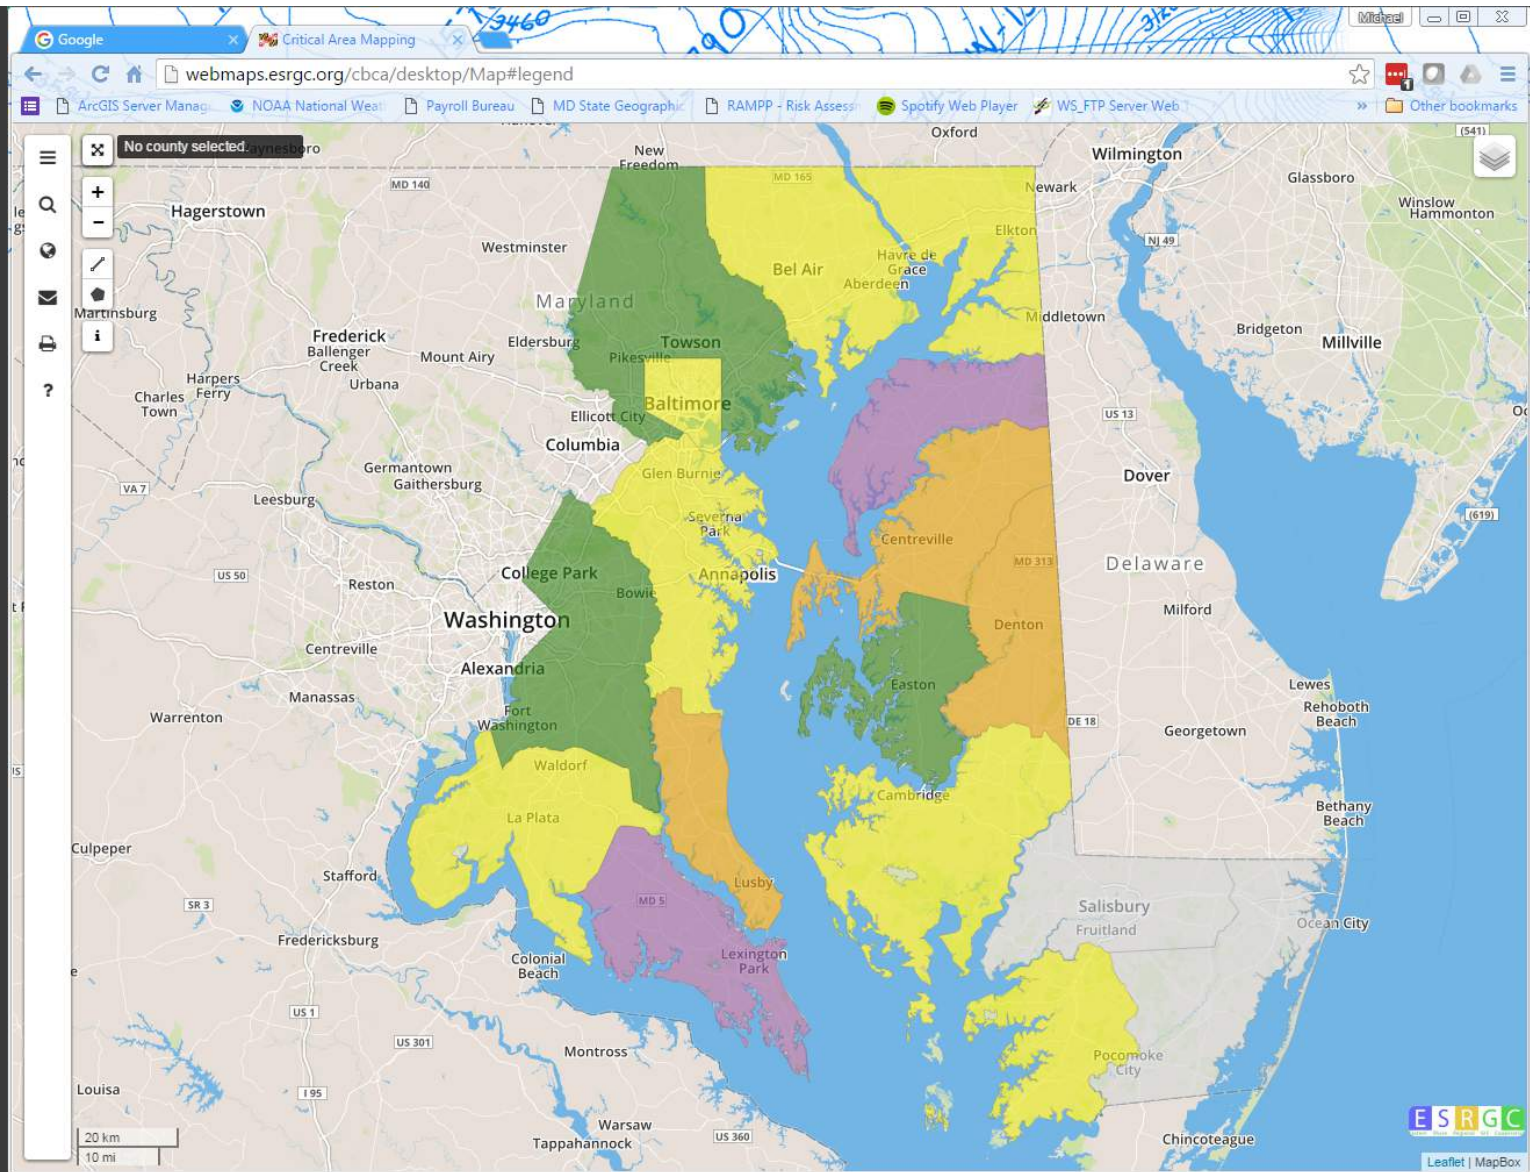 3460
790
3120
Michael
Google
Critical Area Mapping
webmaps.esrgc.org/cbca/desktop/Map#legend
ArcGIS Server Manag
NOAA National Weat
Payroll Bureau
MD State Geographic
RAMPP - Risk Assess
Spotify Web Player
WS_FTP Server Web
»
Other bookmarks
No county selected.
Oxford
(541)
New
Freedom
MD 165
Wilmington
MD 140
Newark
Glassboro
Hagerstown
Winslow
Hammonton
Elkton
NJ 49
Westminster
Havre de
Grace
Bel Air
Aberdeen
Maryland
Martinsburg
Middletown
Frederick
Eldersburg
Towson
Bridgeton
Millville
Ballenger
Creek
Mount Airy
Pikesville
Harpers
Ferry
Urbana
Charles
Town
Baltimore
Ellicott City
US 13
Columbia
Germantown
Gaithersburg
Glen Burnie
Dover
VA 7
Leesburg
Severna
Park
(619)
Centreville
MD 313
Delaware
US 50
Reston
College Park
Annapolis
Bowie
Milford
Washington
Denton
Centreville
Alexandria
Manassas
Easton
Lewes
Rehoboth
Beach
Warrenton
Fort
Washington
DE 18
Georgetown
Waldorf
Cambridge
Bethany
Beach
La Plata
Culpeper
Stafford
Lusby
SR 3
MD 5
Salisbury
Fruitland
Ocean City
Fredericksburg
Colonial
Beach
Lexington
Park
US 1
US 301
Montross
Pocomoke
City
Louisa
I 95
Warsaw
Tappahannock
US 360
Chincoteague
20 km
10 mi
ESRGC
Leaflet | MapBox